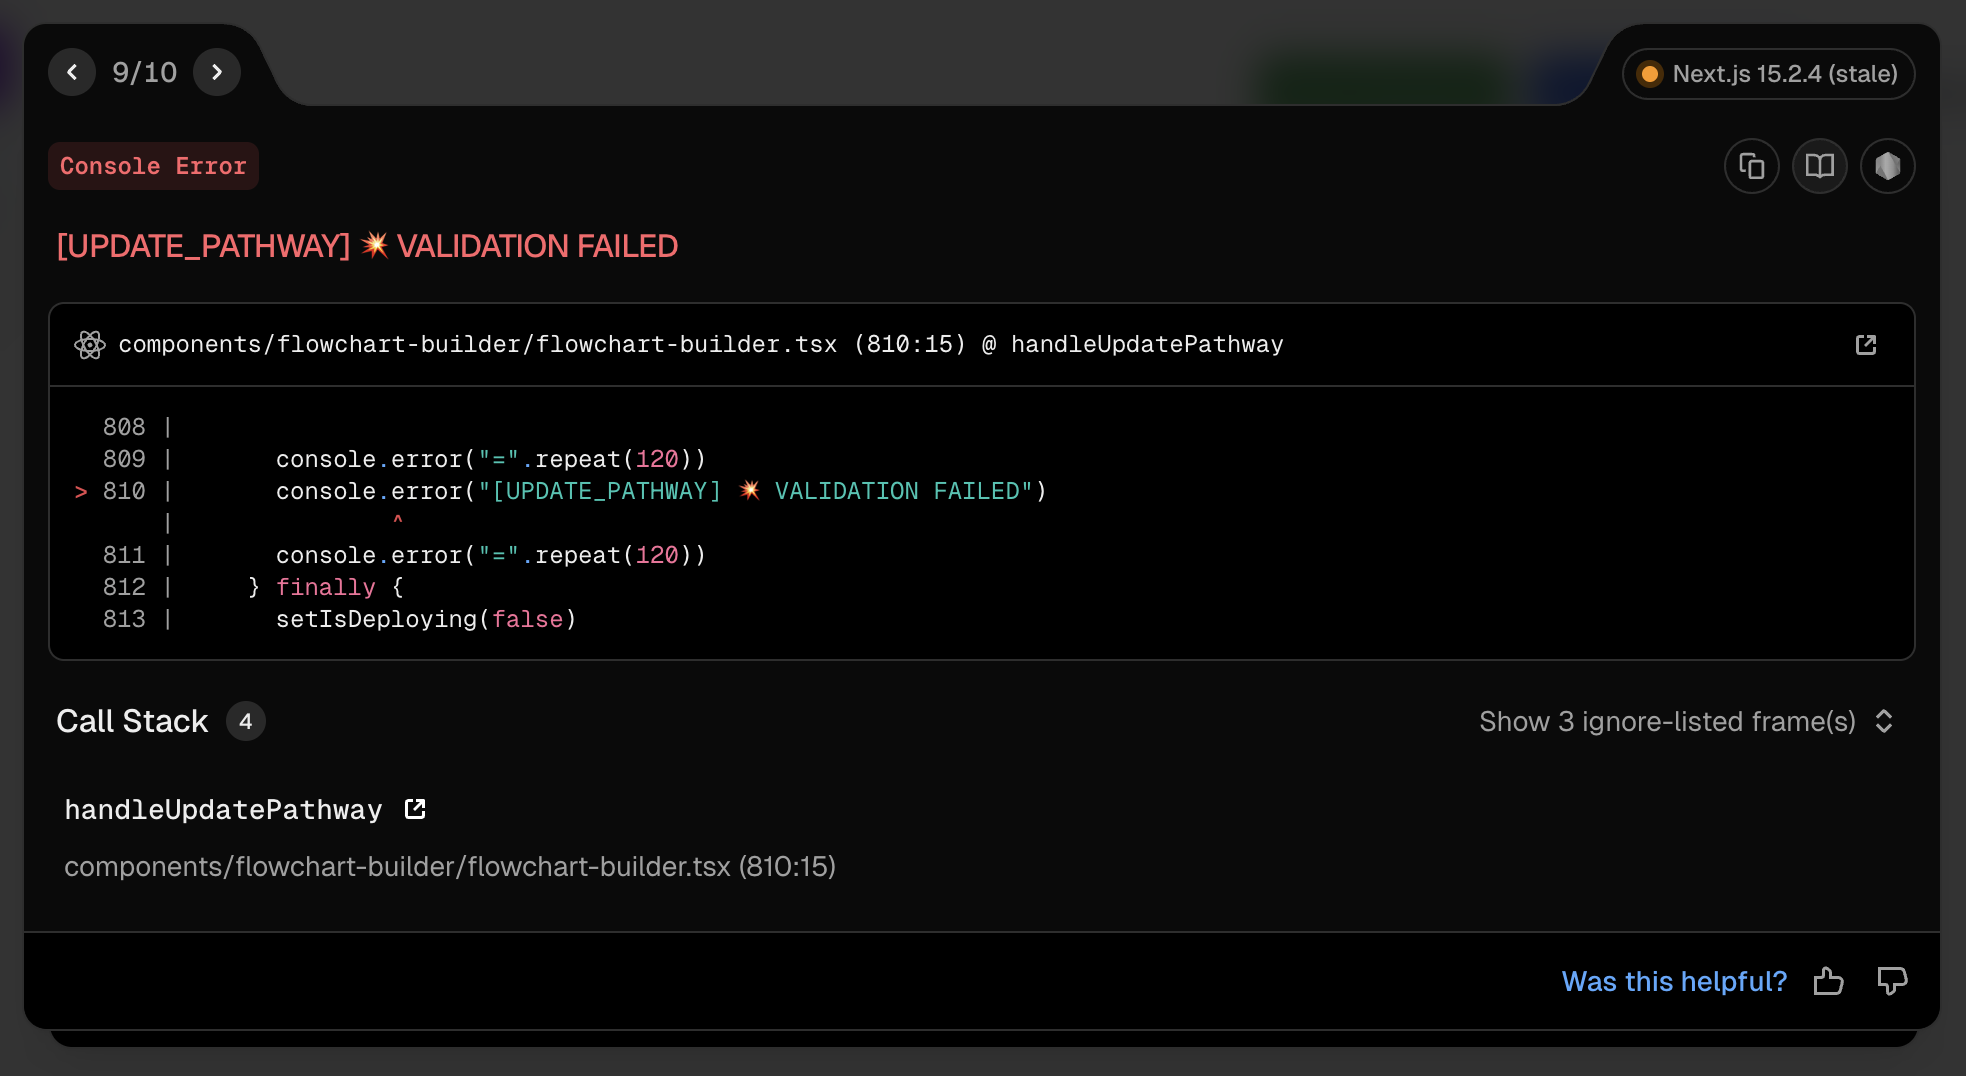 9/10
Next.js 15.2.4 (stale)
Console Error
[UPDATE_PATHWAY] 💥 VALIDATION FAILED
components/flowchart-builder/flowchart-builder.tsx (810:15) @ handleUpdatePathway
808 |
809 | console.error("=".repeat(120))
> 810 | console.error("[UPDATE_PATHWAY] 💥 VALIDATION FAILED")
| ^
811 | console.error("=".repeat(120))
812 | } finally {
813 | setIsDeploying(false)
Call Stack 4
Show 3 ignore-listed frame(s)
handleUpdatePathway
components/flowchart-builder/flowchart-builder.tsx (810:15)
Was this helpful?